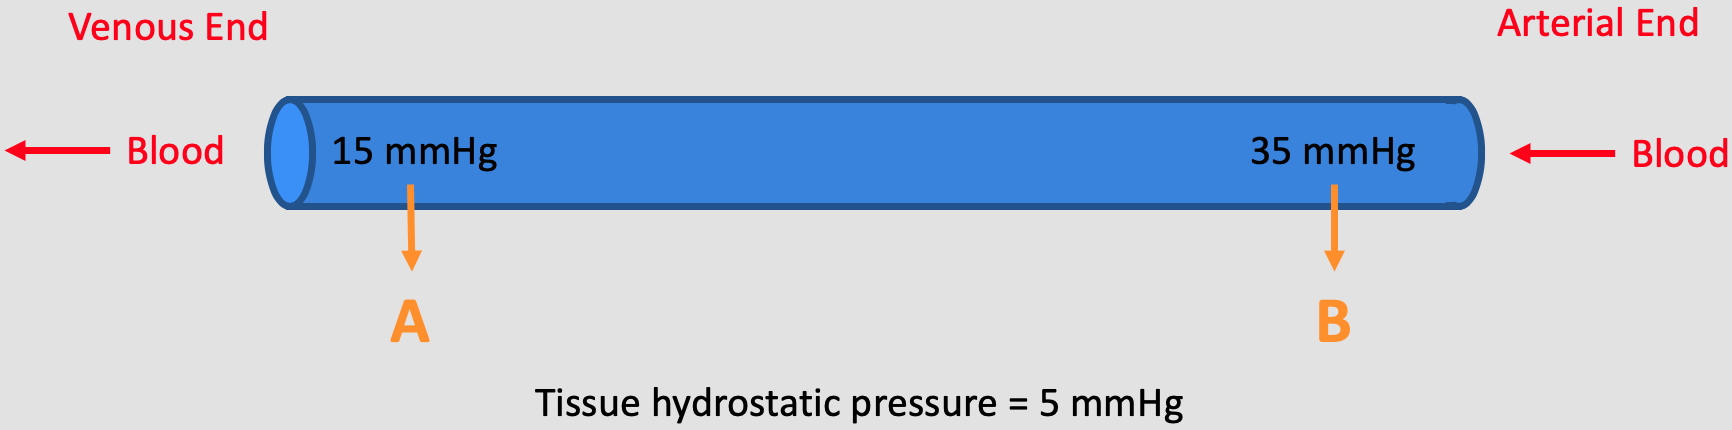 Venous End
Arterial End
Blood
15 mmHg
35 mmHg
Blood
A
B
Tissue hydrostatic pressure = 5 mmHg